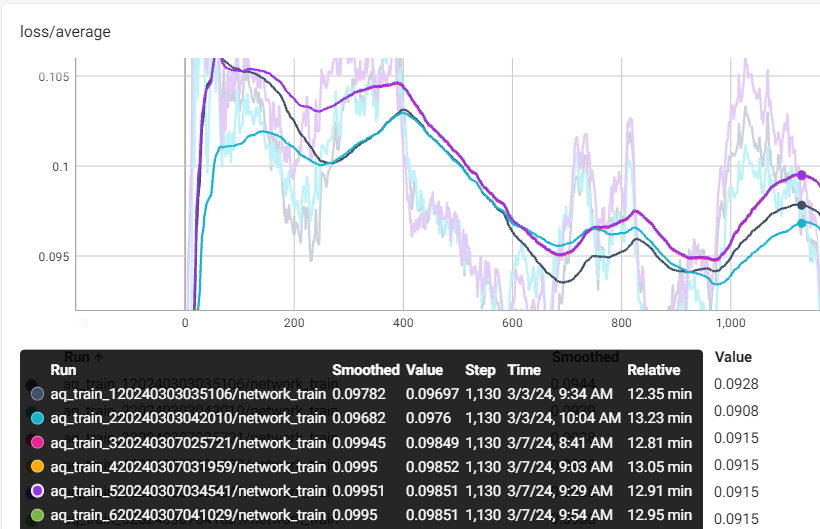 loss/average
0.105
0.1
0.095
0 200 400 600 800 1,000
Run ↑ Smoothed Value
Run Smoothed Value Step Time Relative
aq_train_120240303035106/network_train 0.09782 0.09697 1,130 3/3/24, 9:34 AM 12.35 min
aq_train_220240303042010/network_train 0.09682 0.0976 1,130 3/3/24, 10:04 AM 13.23 min
aq_train_320240307025721/network_train 0.09945 0.09849 1,130 3/7/24, 8:41 AM 12.81 min
aq_train_420240307031959/network_train 0.0995 0.09852 1,130 3/7/24, 9:03 AM 13.05 min
aq_train_520240307034541/network_train 0.09951 0.09851 1,130 3/7/24, 9:29 AM 12.91 min
aq_train_620240307041029/network_train 0.0995 0.09851 1,130 3/7/24, 9:54 AM 12.95 min
0.0928
0.0908
0.0915
0.0915
0.0915
0.0915